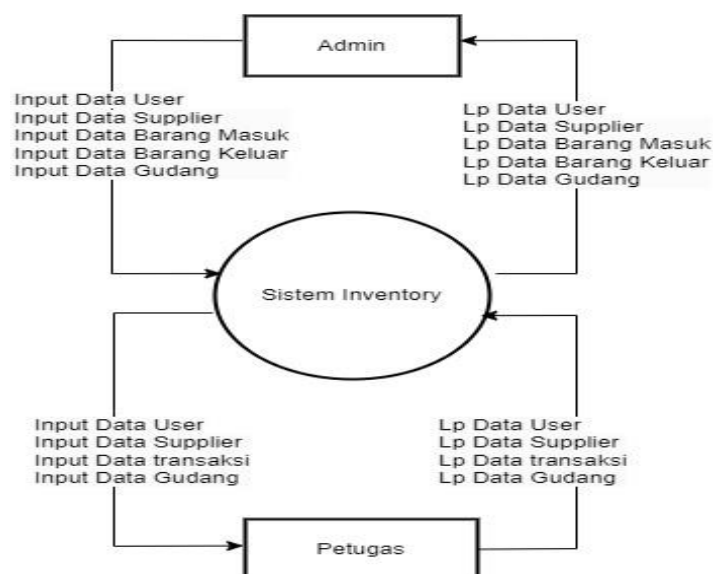 Admin
Input Data User
Input Data Supplier
Input Data Barang Masuk
Input Data Barang Keluar
Input Data Gudang
Lp Data User
Lp Data Supplier
Lp Data Barang Masuk
Lp Data Barang Keluar
Lp Data Gudang
Sistem Inventory
Input Data User
Input Data Supplier
Input Data transaksi
Input Data Gudang
Lp Data User
Lp Data Supplier
Lp Data transaksi
Lp Data Gudang
Petugas